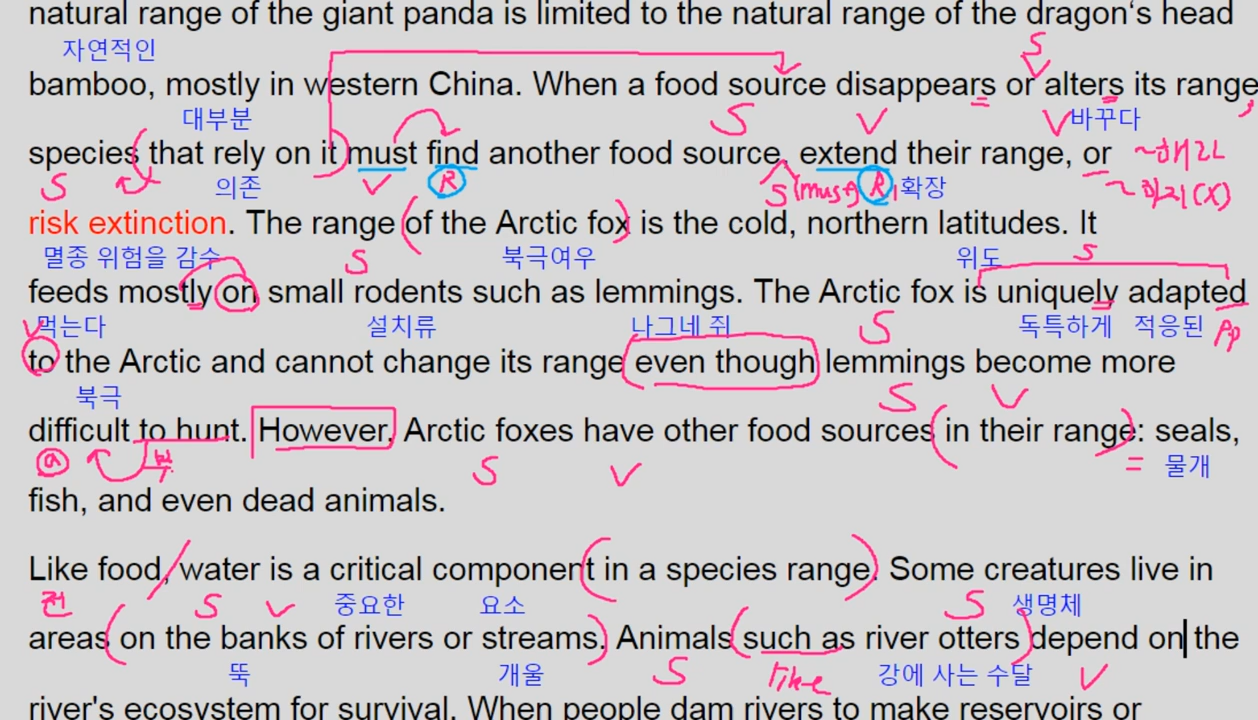 natural range of the giant panda is limited to the natural range of the dragon's head
자연적인
S
bamboo, mostly in western China. When a food source disappears or alters its range,
대부분 S V V 바꾸다
species that rely on it must find another food source, extend their range, or ~해라
S 의존 V R S (must) R 확장 ~하지(X)
risk extinction. The range (of the Arctic fox) is the cold, northern latitudes. It
멸종 위험을 감수 S 북극여우 위도 S
feeds mostly on small rodents such as lemmings. The Arctic fox is uniquely adapted
V 먹는다 설치류 나그네 쥐 S 독특하게 적응된 pp
to the Arctic and cannot change its range (even though) lemmings become more
북극 S V
difficult to hunt. However, Arctic foxes have other food sources (in their range): seals,
ⓐ 부 S V = 물개
fish, and even dead animals.
Like food, / water is a critical component (in a species range). Some creatures live in
전 S V 중요한 요소 S 생명체
areas (on the banks of rivers or streams.) Animals (such as river otters) depend on the
뚝 개울 S like 강에 사는 수달 V
river's ecosystem for survival. When people dam rivers to make reservoirs or